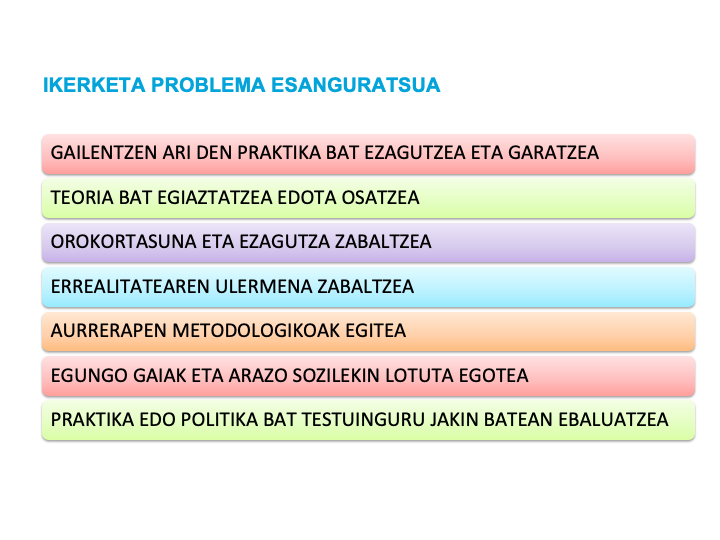 IKERKETA PROBLEMA ESANGURATSUA
GAILENTZEN ARI DEN PRAKTIKA BAT EZAGUTZEA ETA GARATZEA
TEORIA BAT EGIAZTATZEA EDOTA OSATZEA
OROKORTASUNA ETA EZAGUTZA ZABALTZEA
ERREALITATEAREN ULERMENA ZABALTZEA
AURRERAPEN METODOLOGIKOAK EGITEA
EGUNGO GAIAK ETA ARAZO SOZILEKIN LOTUTA EGOTEA
PRAKTIKA EDO POLITIKA BAT TESTUINGURU JAKIN BATEAN EBALUATZEA